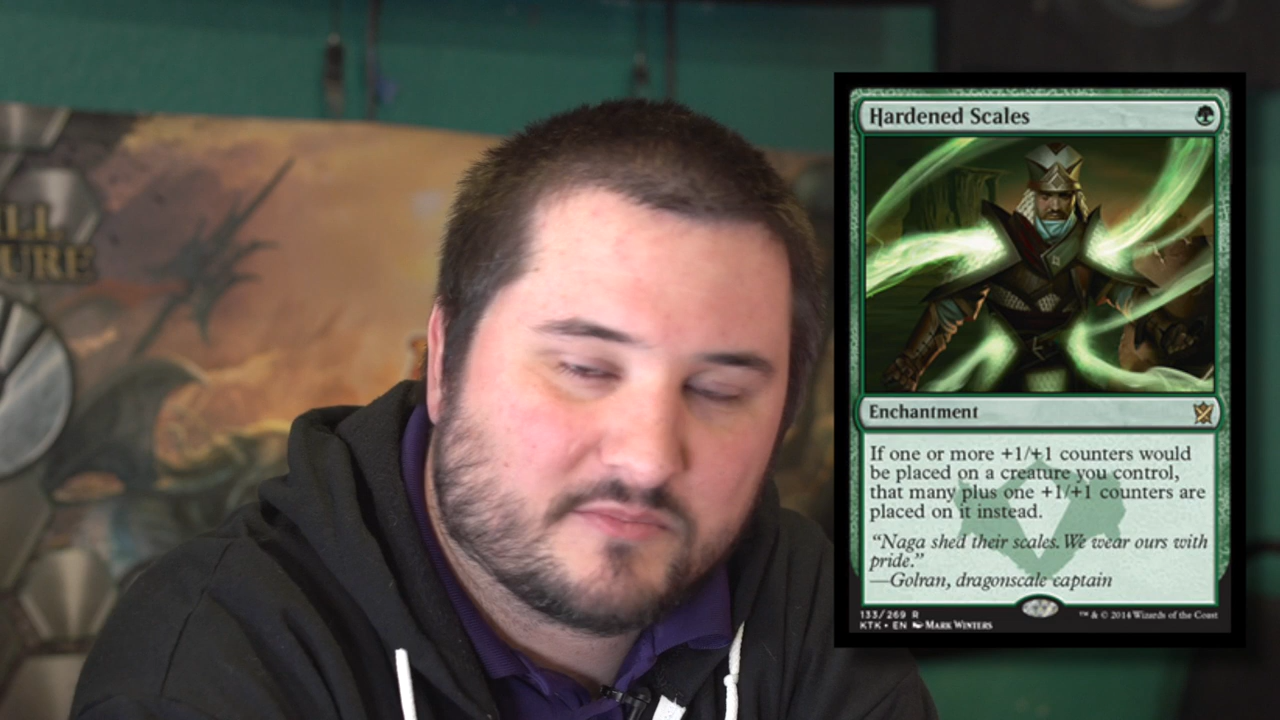 Hardened Scales
Enchantment
If one or more +1/+1 counters would
be placed on a creature you control,
that many plus one +1/+1 counters are
placed on it instead.
“Naga shed their scales. We wear ours with
pride.”
—Golran, dragonscale captain
133/269 R
KTK • EN Mark Winters
™ & © 2014 Wizards of the Coast